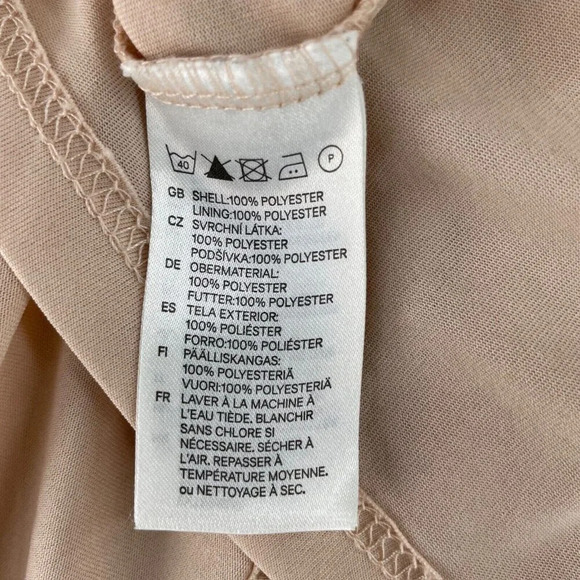 40 P
GB SHELL:100% POLYESTER
LINING:100% POLYESTER
CZ SVRCHNÍ LÁTKA:
100% POLYESTER
PODŠÍVKA:100% POLYESTER
DE OBERMATERIAL:
100% POLYESTER
FUTTER:100% POLYESTER
ES TELA EXTERIOR:
100% POLIÉSTER
FORRO:100% POLIÉSTER
FI PÄÄLLISKANGAS:
100% POLYESTERIÄ
VUORI:100% POLYESTERIÄ
FR LAVER À LA MACHINE À
L'EAU TIÈDE. BLANCHIR
SANS CHLORE SI
NÉCESSAIRE. SÉCHER À
L'AIR. REPASSER À
TEMPÉRATURE MOYENNE.
ou NETTOYAGE À SEC.